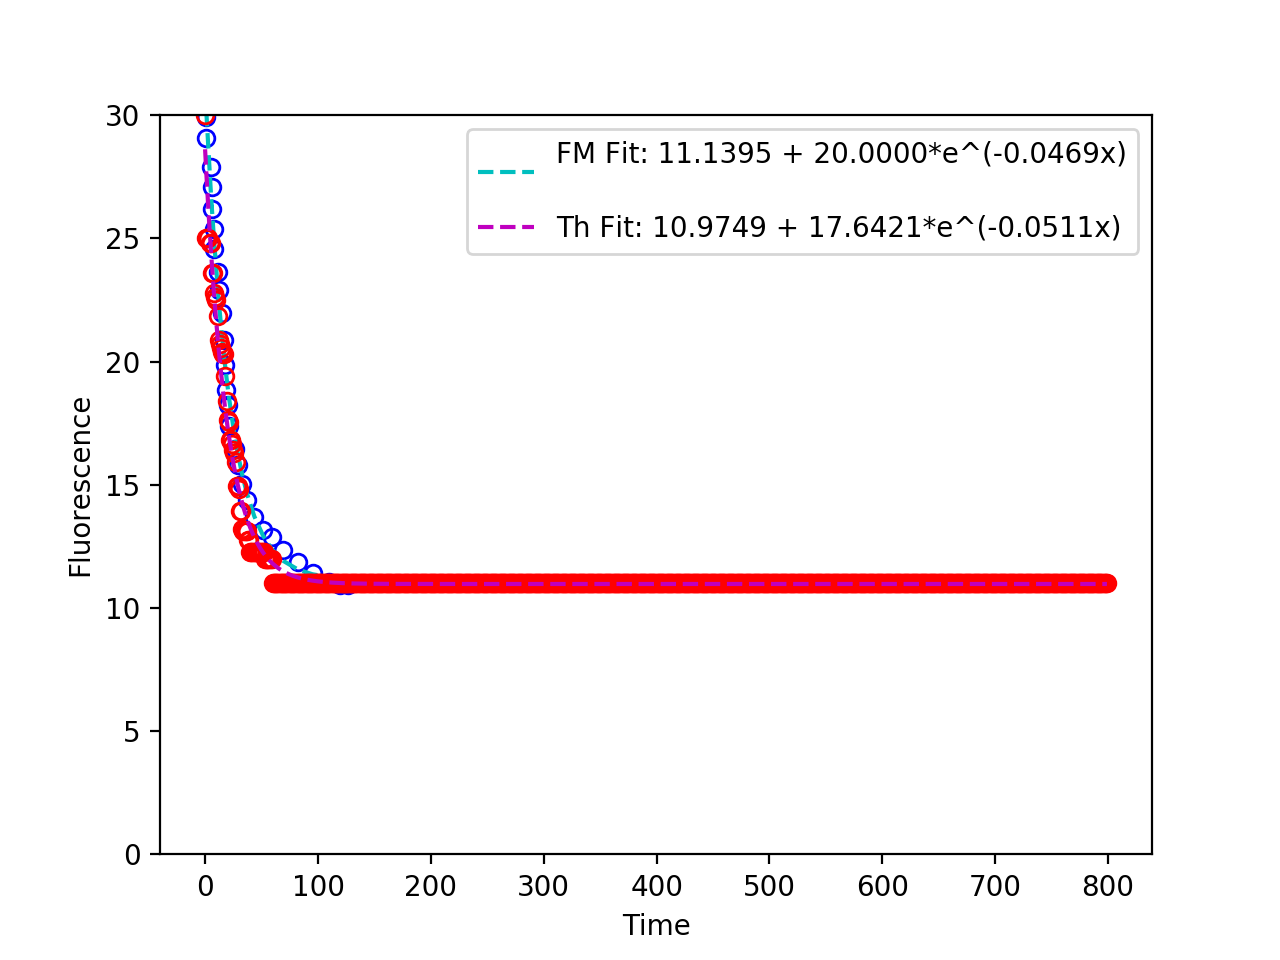 30
25
20
15
10
5
0
Fluorescence
FM Fit: 11.1395 + 20.0000*e^(-0.0469x)
Th Fit: 10.9749 + 17.6421*e^(-0.0511x)
0 100 200 300 400 500 600 700 800
Time